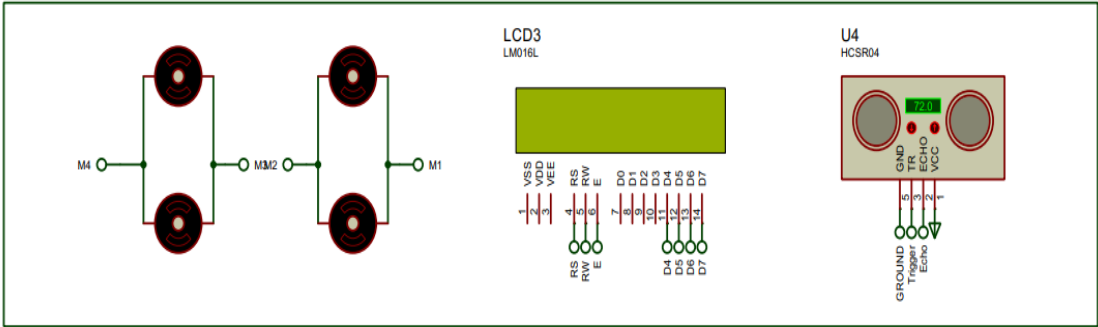 M4
M3
M2
M1
LCD3
LM016L
VSS
VDD
VEE
RS
RW
E
D0
D1
D2
D3
D4
D5
D6
D7
1
2
3
4
5
6
7
8
9
10
11
12
13
14
RS
RW
E
D4
D5
D6
D7
U4
HCSR04
72.0
GND
TR
ECHO
VCC
5
3
2
1
GROUND
Trigger
Echo